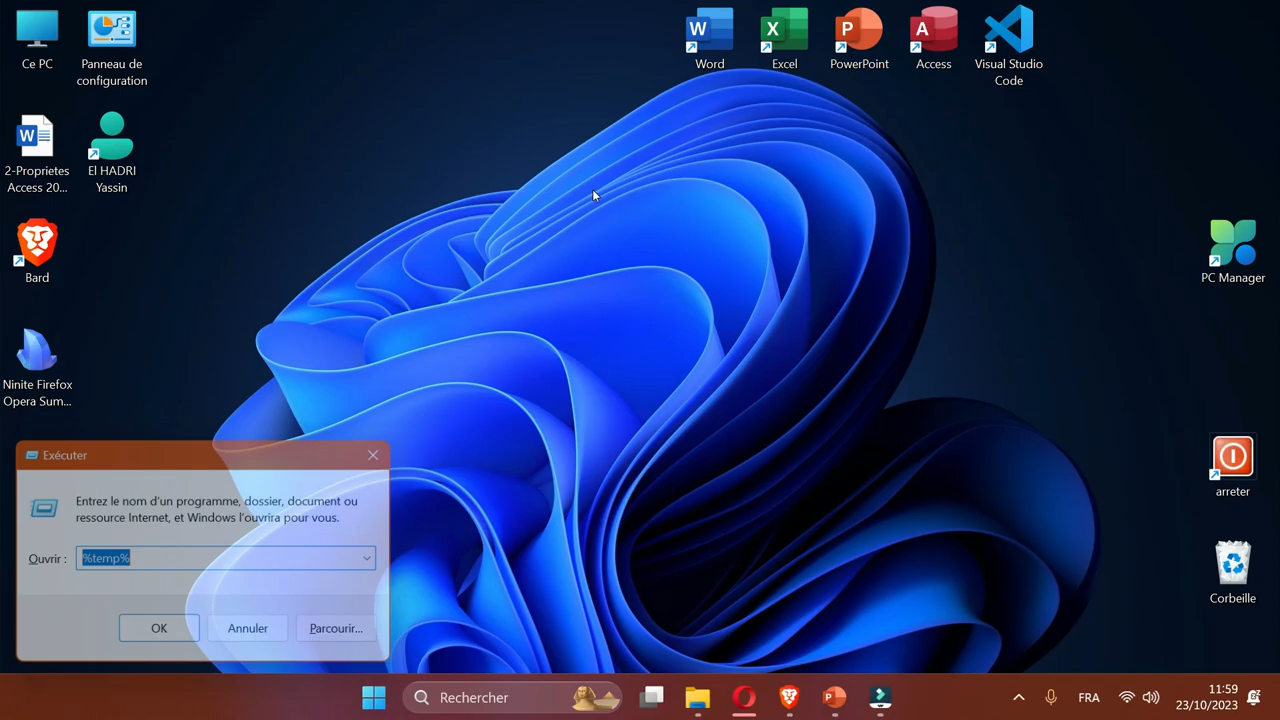 Ce PC
Panneau de
configuration
Word
Excel
PowerPoint
Access
Visual Studio
Code
2-Proprietes
Access 20...
El HADRI
Yassin
Bard
PC Manager
Ninite Firefox
Opera Sum...
Exécuter
Entrez le nom d'un programme, dossier, document ou
ressource Internet, et Windows l'ouvrira pour vous.
Ouvrir :
%temp%
OK
Annuler
Parcourir...
arreter
Corbeille
Rechercher
FRA
11:59
23/10/2023